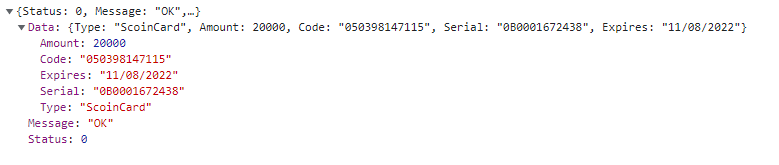 {Status: 0, Message: "OK",…}
Data: {Type: "ScoinCard", Amount: 20000, Code: "050398147115", Serial: "0B0001672438", Expires: "11/08/2022"}
Amount: 20000
Code: "050398147115"
Expires: "11/08/2022"
Serial: "0B0001672438"
Type: "ScoinCard"
Message: "OK"
Status: 0